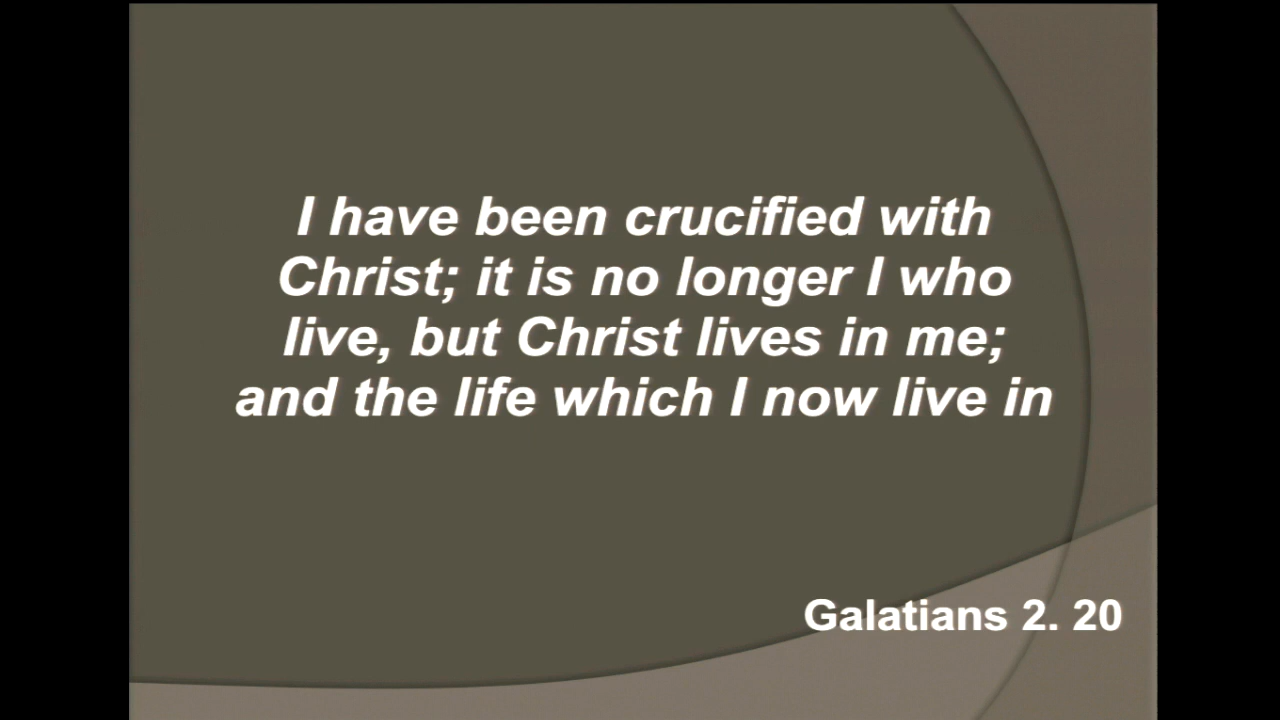 I have been crucified with
Christ; it is no longer I who
live, but Christ lives in me;
and the life which I now live in
Galatians 2. 20